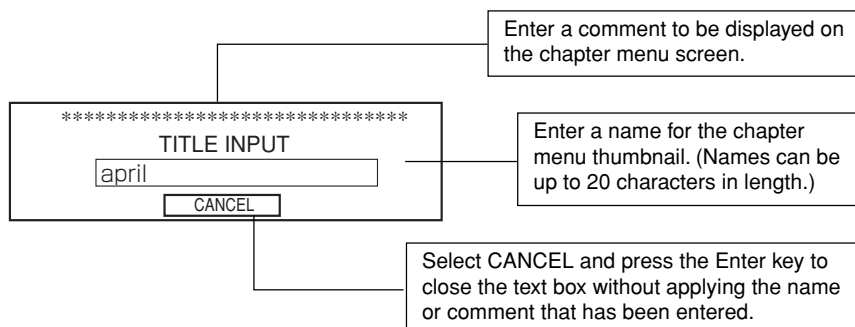 Enter a comment to be displayed on
the chapter menu screen.
*******************************
TITLE INPUT
april
CANCEL
Enter a name for the chapter
menu thumbnail. (Names can be
up to 20 characters in length.)
Select CANCEL and press the Enter key to
close the text box without applying the name
or comment that has been entered.